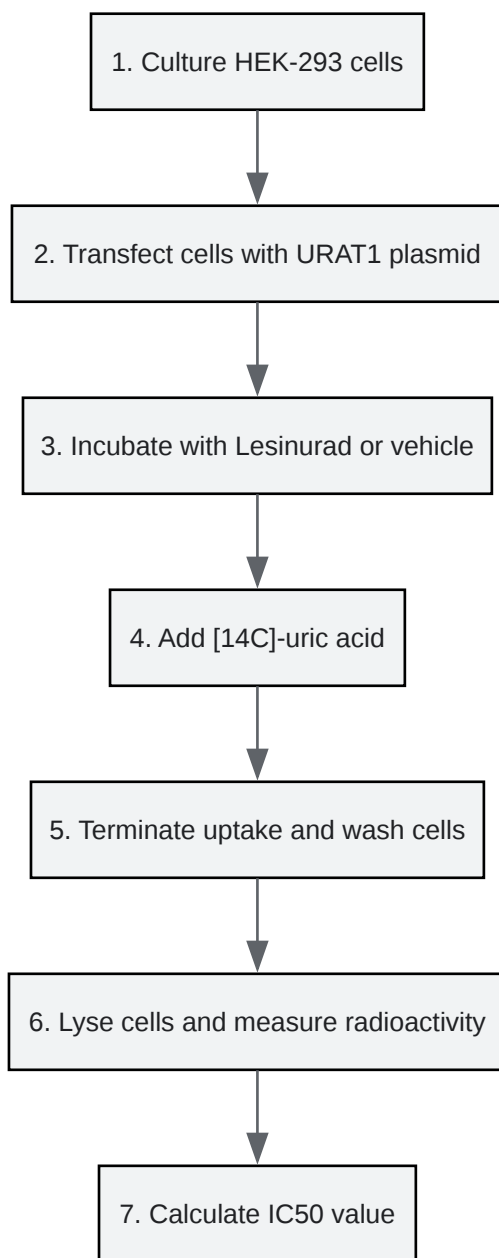 1. Culture HEK-293 cells
2. Transfect cells with URAT1 plasmid
3. Incubate with Lesinurad or vehicle
4. Add [14C]-uric acid
5. Terminate uptake and wash cells
6. Lyse cells and measure radioactivity
7. Calculate IC50 value